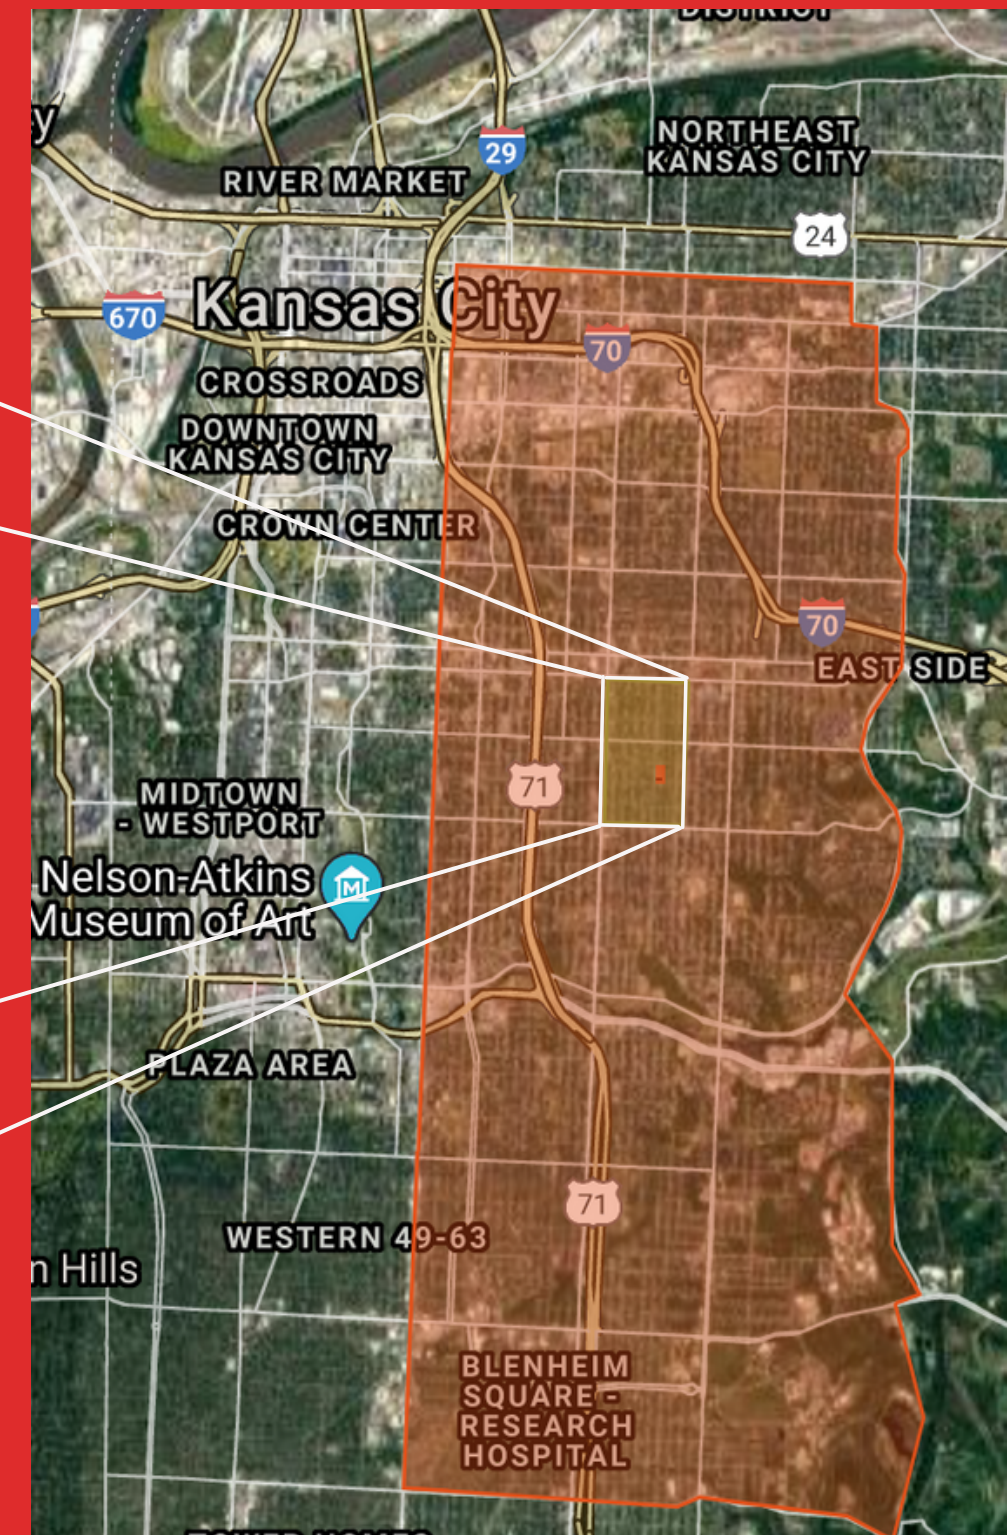 DISTRICT
y
29
NORTHEAST
KANSAS CITY
RIVER MARKET
24
Kansas City
670
70
CROSSROADS
DOWNTOWN
KANSAS CITY
CROWN CENTER
70
EAST SIDE
71
MIDTOWN
- WESTPORT
Nelson-Atkins
Museum of Art
M
PLAZA AREA
71
WESTERN 49-63
n Hills
BLENHEIM
SQUARE -
RESEARCH
HOSPITAL